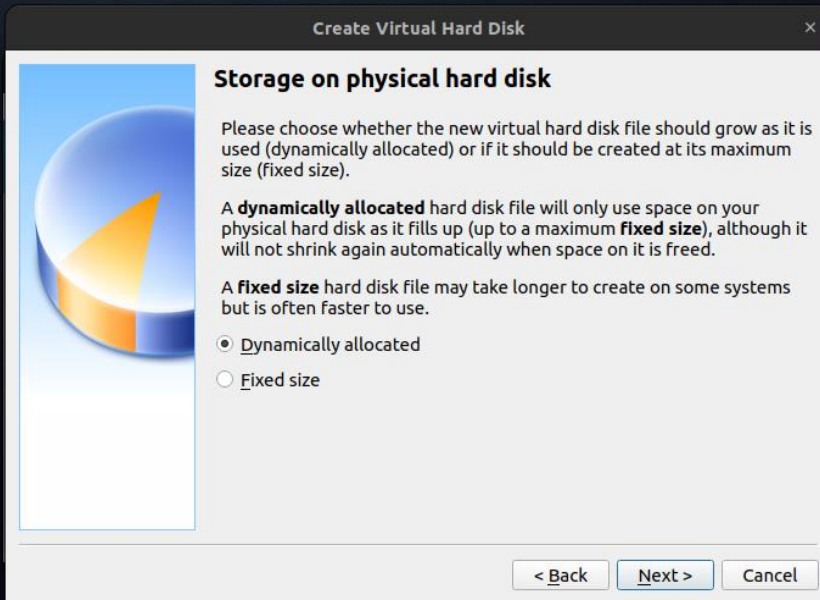 Create Virtual Hard Disk
Storage on physical hard disk
Please choose whether the new virtual hard disk file should grow as it is
used (dynamically allocated) or if it should be created at its maximum
size (fixed size).
A dynamically allocated hard disk file will only use space on your
physical hard disk as it fills up (up to a maximum fixed size), although it
will not shrink again automatically when space on it is freed.
A fixed size hard disk file may take longer to create on some systems
but is often faster to use.
Dynamically allocated
Fixed size
< Back Next > Cancel